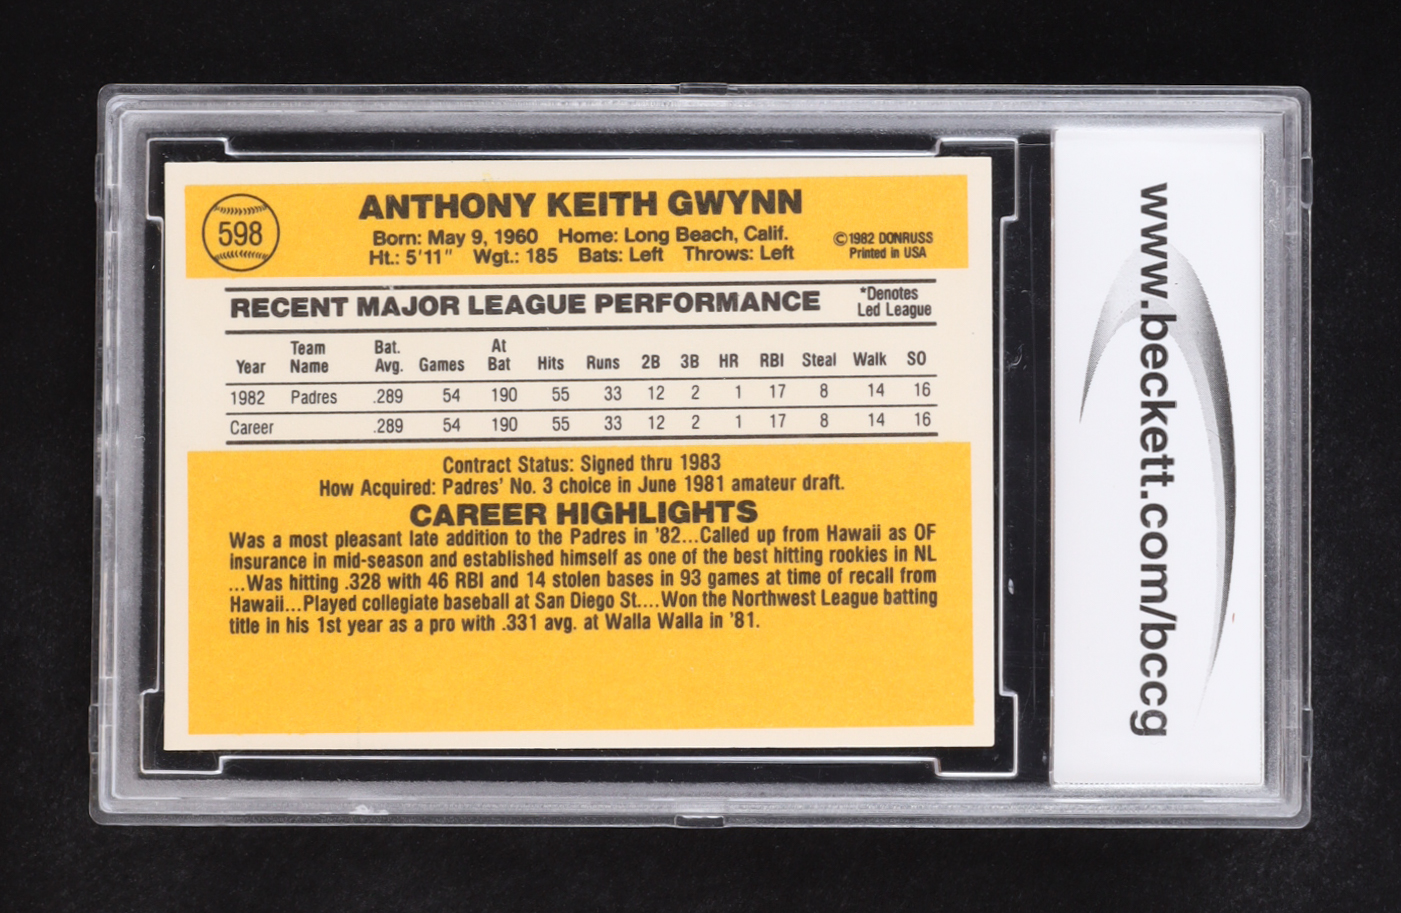 598
ANTHONY KEITH GWYNN
Born: May 9, 1960 Home: Long Beach, Calif.
Ht.: 5'11" Wgt.: 185 Bats: Left Throws: Left
©1982 DONRUSS
Printed in USA
RECENT MAJOR LEAGUE PERFORMANCE
*Denotes
Led League
Year Team Name Bat. Avg. Games At Bat Hits Runs 2B 3B HR RBI Steal Walk SO
1982 Padres .289 54 190 55 33 12 2 1 17 8 14 16
Career .289 54 190 55 33 12 2 1 17 8 14 16
Contract Status: Signed thru 1983
How Acquired: Padres' No. 3 choice in June 1981 amateur draft.
CAREER HIGHLIGHTS
Was a most pleasant late addition to the Padres in '82...Called up from Hawaii as OF
insurance in mid-season and established himself as one of the best hitting rookies in NL
...Was hitting .328 with 46 RBI and 14 stolen bases in 93 games at time of recall from
Hawaii...Played collegiate baseball at San Diego St....Won the Northwest League batting
title in his 1st year as a pro with .331 avg. at Walla Walla in '81.
www.beckett.com/bccg